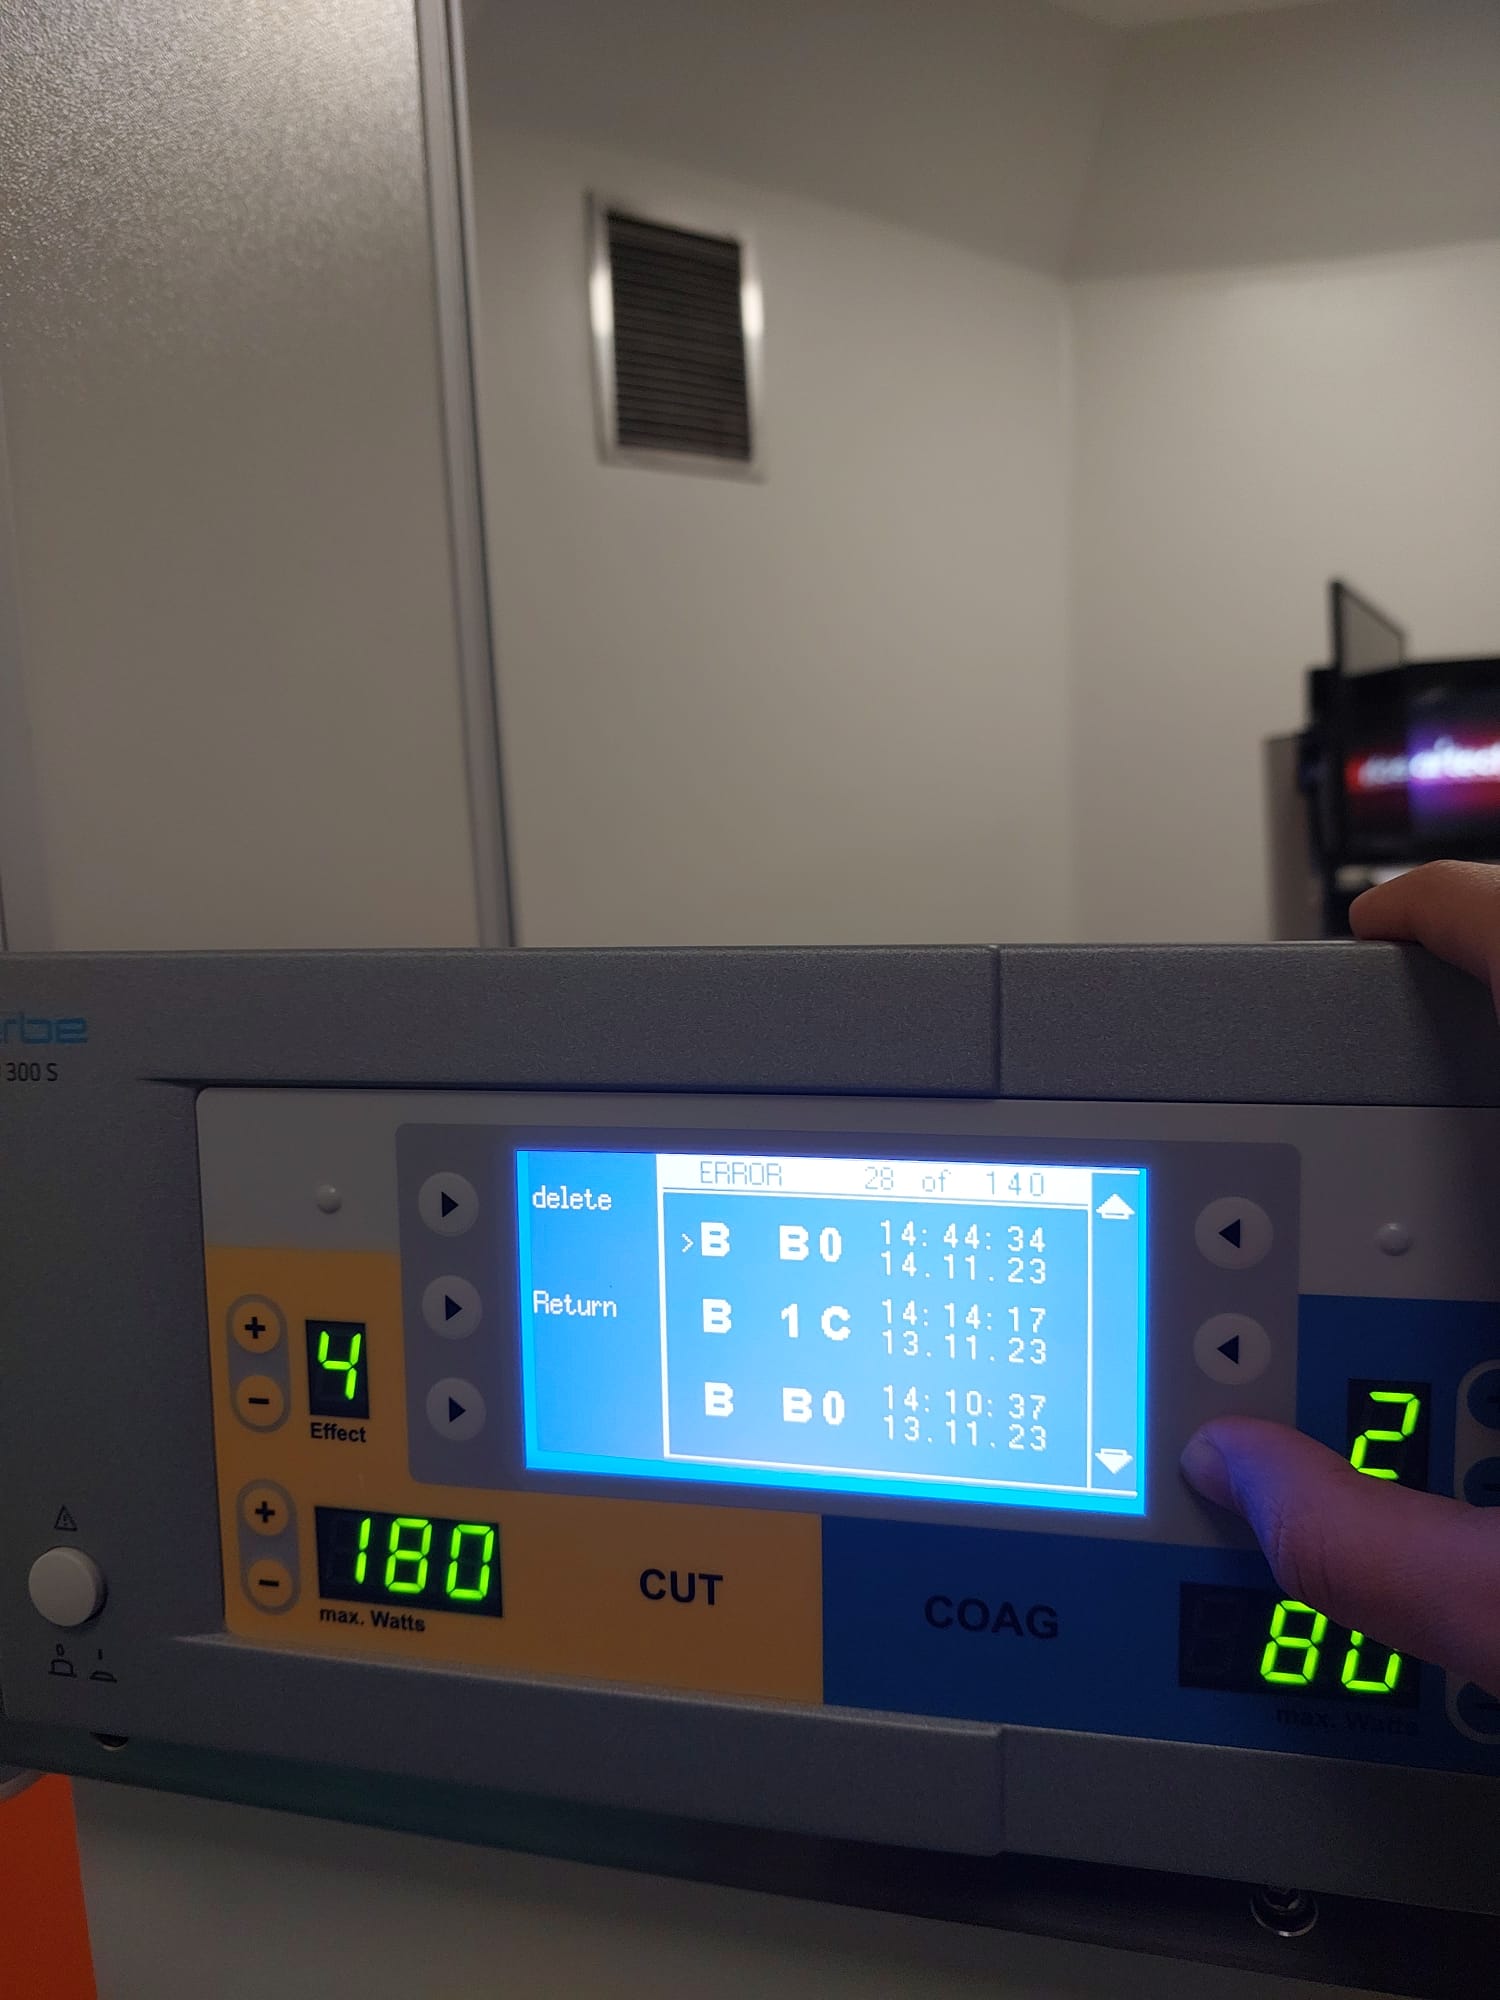 rbe
300 S
ERROR 28 of 140
delete
>B B0 14:44:34
14.11.23
Return
B 1C 14:14:17
13.11.23
B B0 14:10:37
13.11.23
+
4
-
Effect
+
180
-
max. Watts
CUT
COAG
2
80
max. Watts
0 I